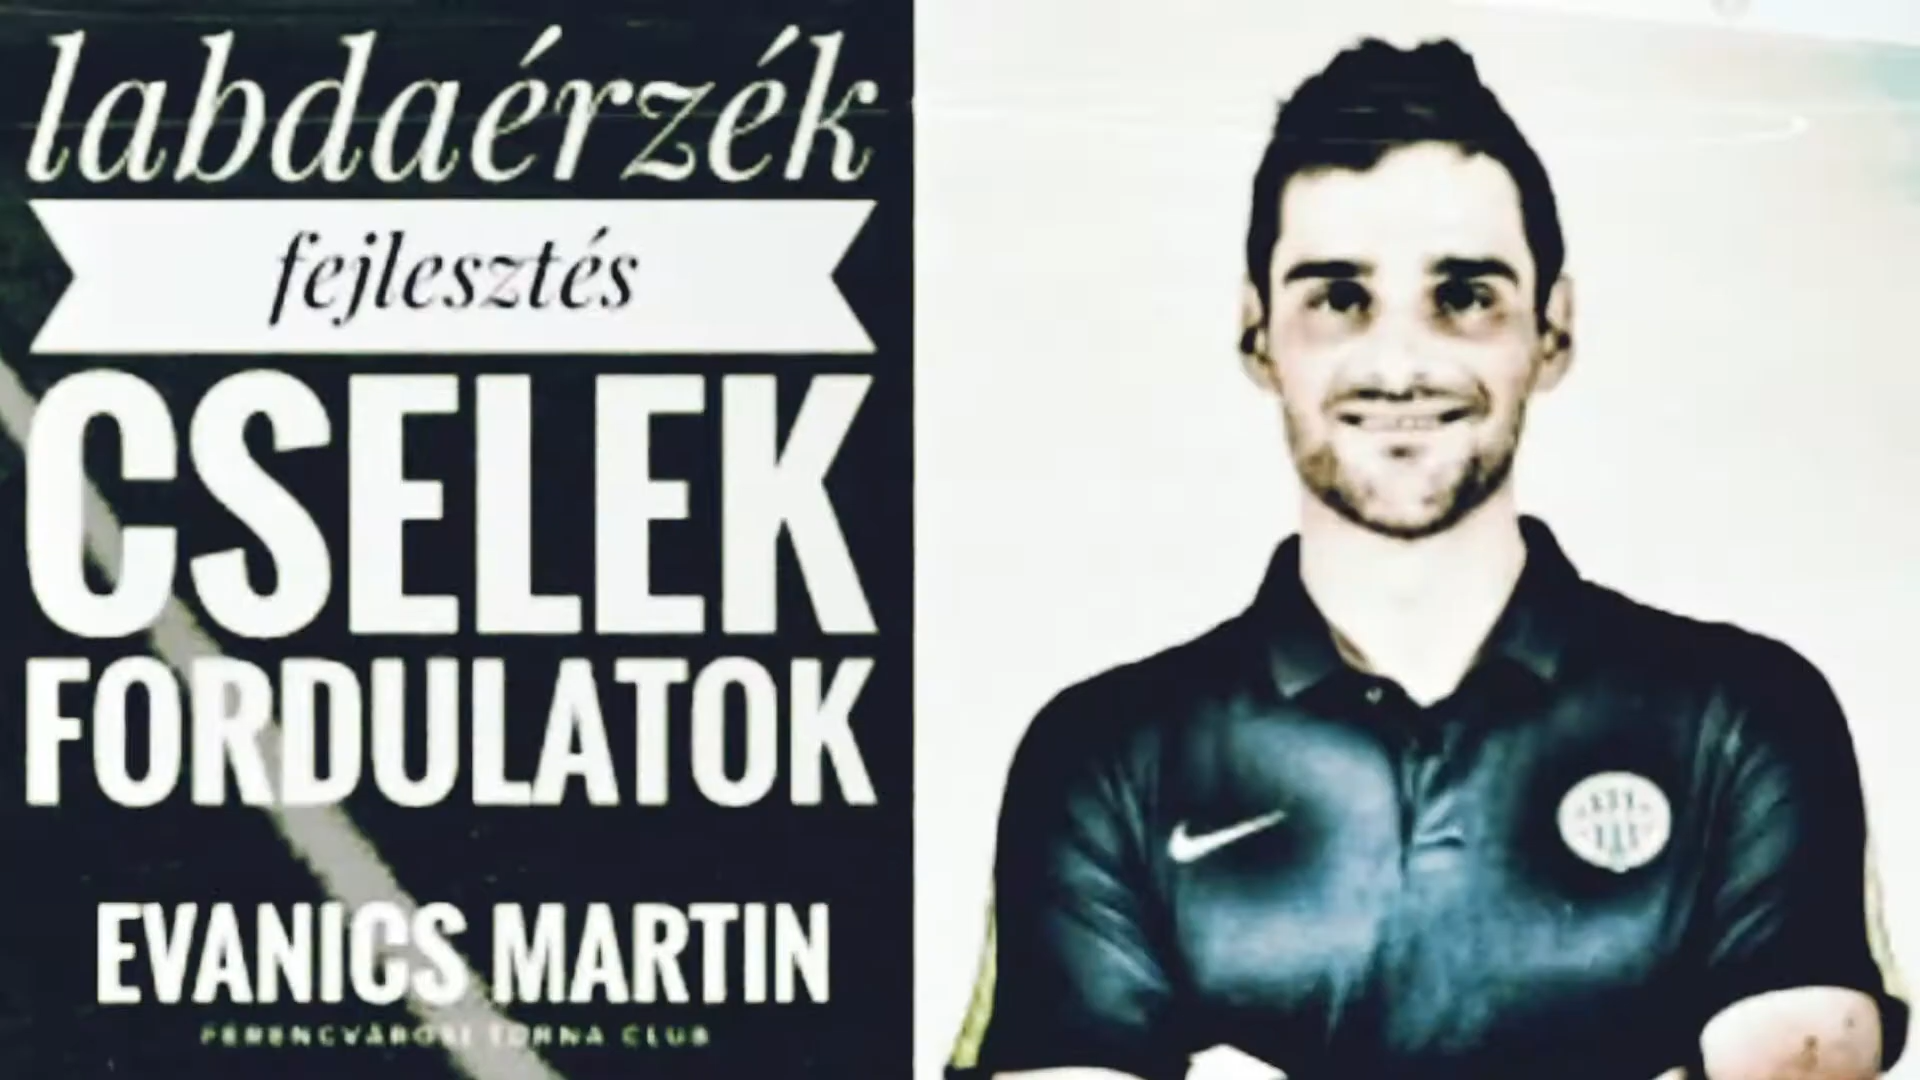 labdaérzék
fejlesztés
CSELEK
FORDULATOK
EVANICS MARTIN
FERENCVÁROSI TORNA CLUB